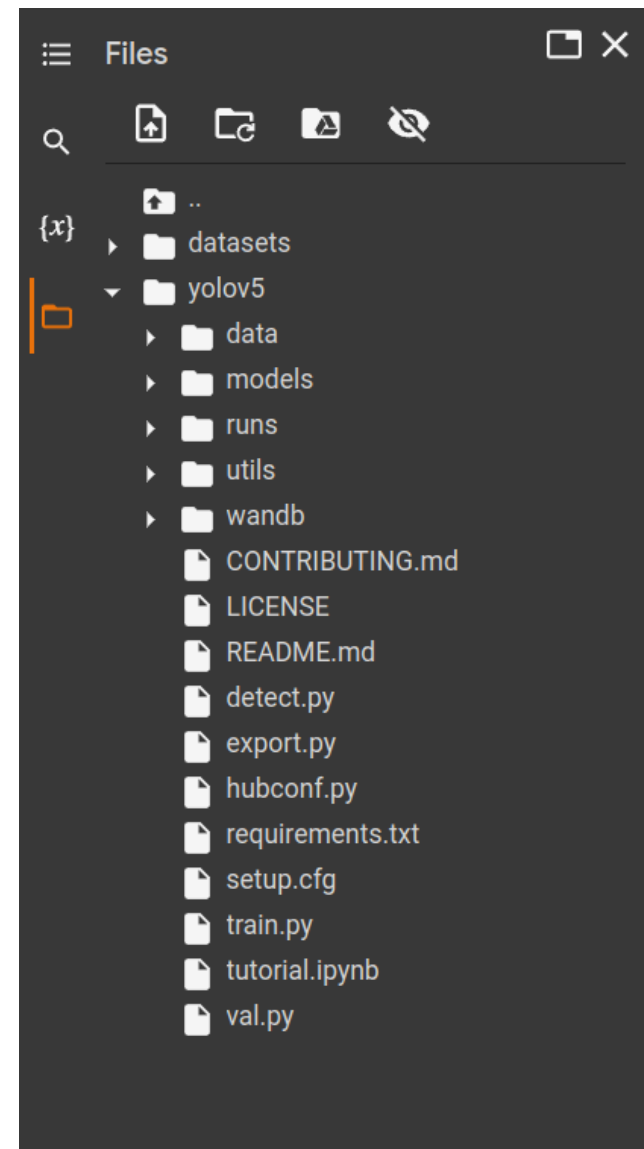 Files
..
{x}
datasets
yolov5
data
models
runs
utils
wandb
CONTRIBUTING.md
LICENSE
README.md
detect.py
export.py
hubconf.py
requirements.txt
setup.cfg
train.py
tutorial.ipynb
val.py